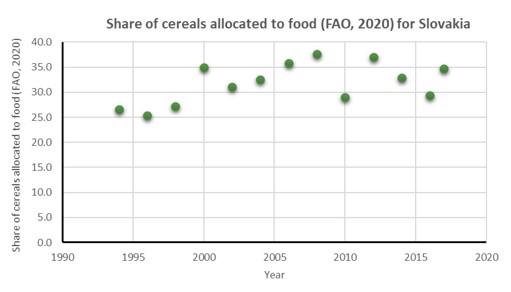 Share of cereals allocated to food (FAO, 2020) for Slovakia
Share of cereals allocated to food (FAO, 2020)
40.0
35.0
30.0
25.0
20.0
15.0
10.0
5.0
0.0
1990 1995 2000 2005 2010 2015 2020
Year